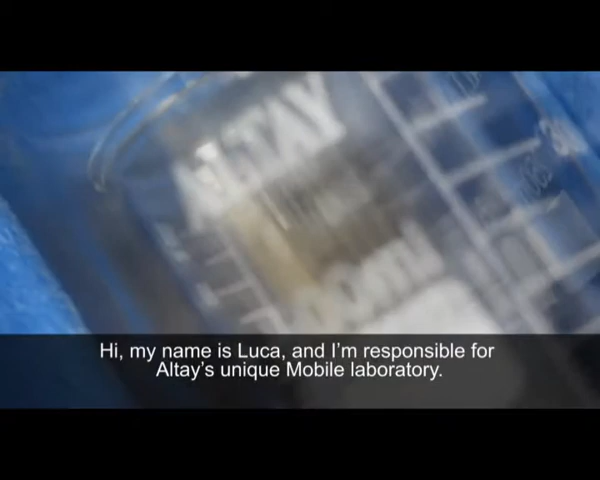 ALTAY
Hi, my name is Luca, and I'm responsible for
Altay's unique Mobile laboratory.